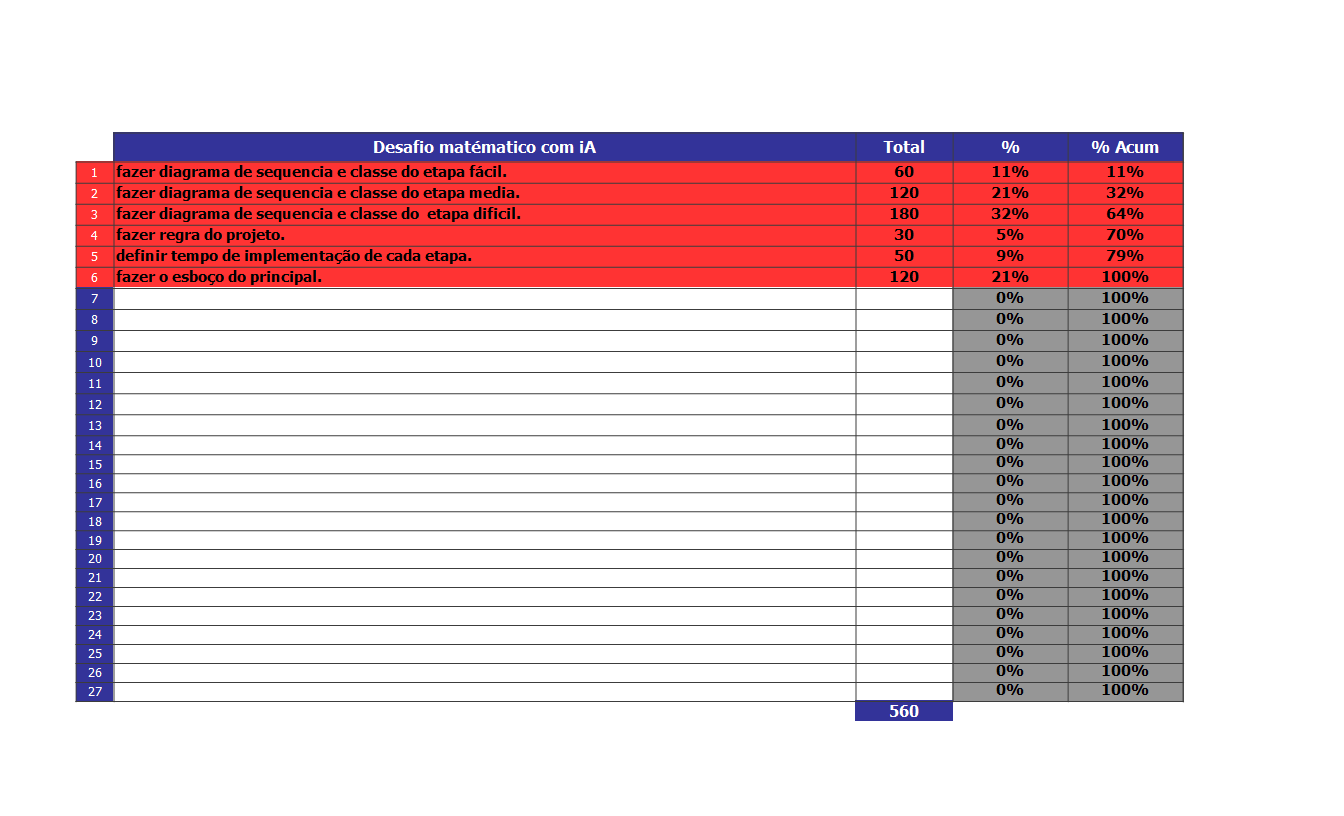 Desafio matématico com iA Total % % Acum
1 fazer diagrama de sequencia e classe do etapa fácil. 60 11% 11%
2 fazer diagrama de sequencia e classe do etapa media. 120 21% 32%
3 fazer diagrama de sequencia e classe do  etapa dificil. 180 32% 64%
4 fazer regra do projeto. 30 5% 70%
5 definir tempo de implementação de cada etapa. 50 9% 79%
6 fazer o esboço do principal. 120 21% 100%
7 0% 100%
8 0% 100%
9 0% 100%
10 0% 100%
11 0% 100%
12 0% 100%
13 0% 100%
14 0% 100%
15 0% 100%
16 0% 100%
17 0% 100%
18 0% 100%
19 0% 100%
20 0% 100%
21 0% 100%
22 0% 100%
23 0% 100%
24 0% 100%
25 0% 100%
26 0% 100%
27 0% 100%
560